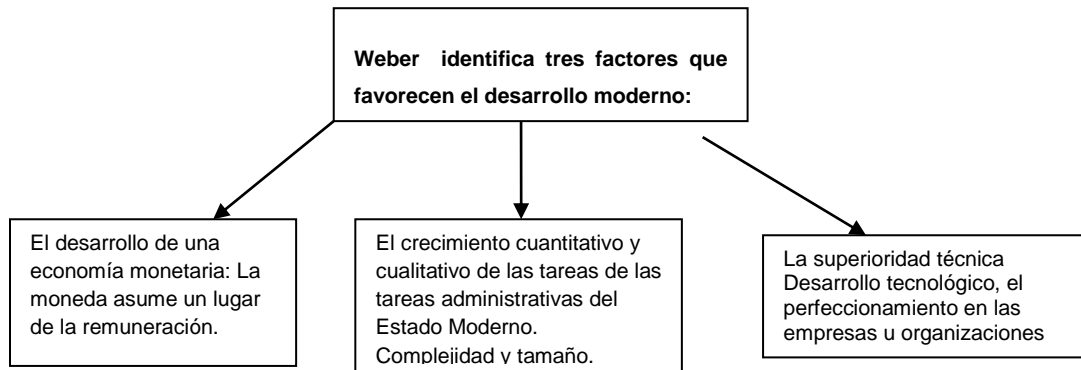 Weber identifica tres factores que
favorecen el desarrollo moderno:
El desarrollo de una
economía monetaria: La
moneda asume un lugar
de la remuneración.
El crecimiento cuantitativo y
cualitativo de las tareas de las
tareas administrativas del
Estado Moderno.
Complejidad y tamaño.
La superioridad técnica
Desarrollo tecnológico, el
perfeccionamiento en las
empresas u organizaciones